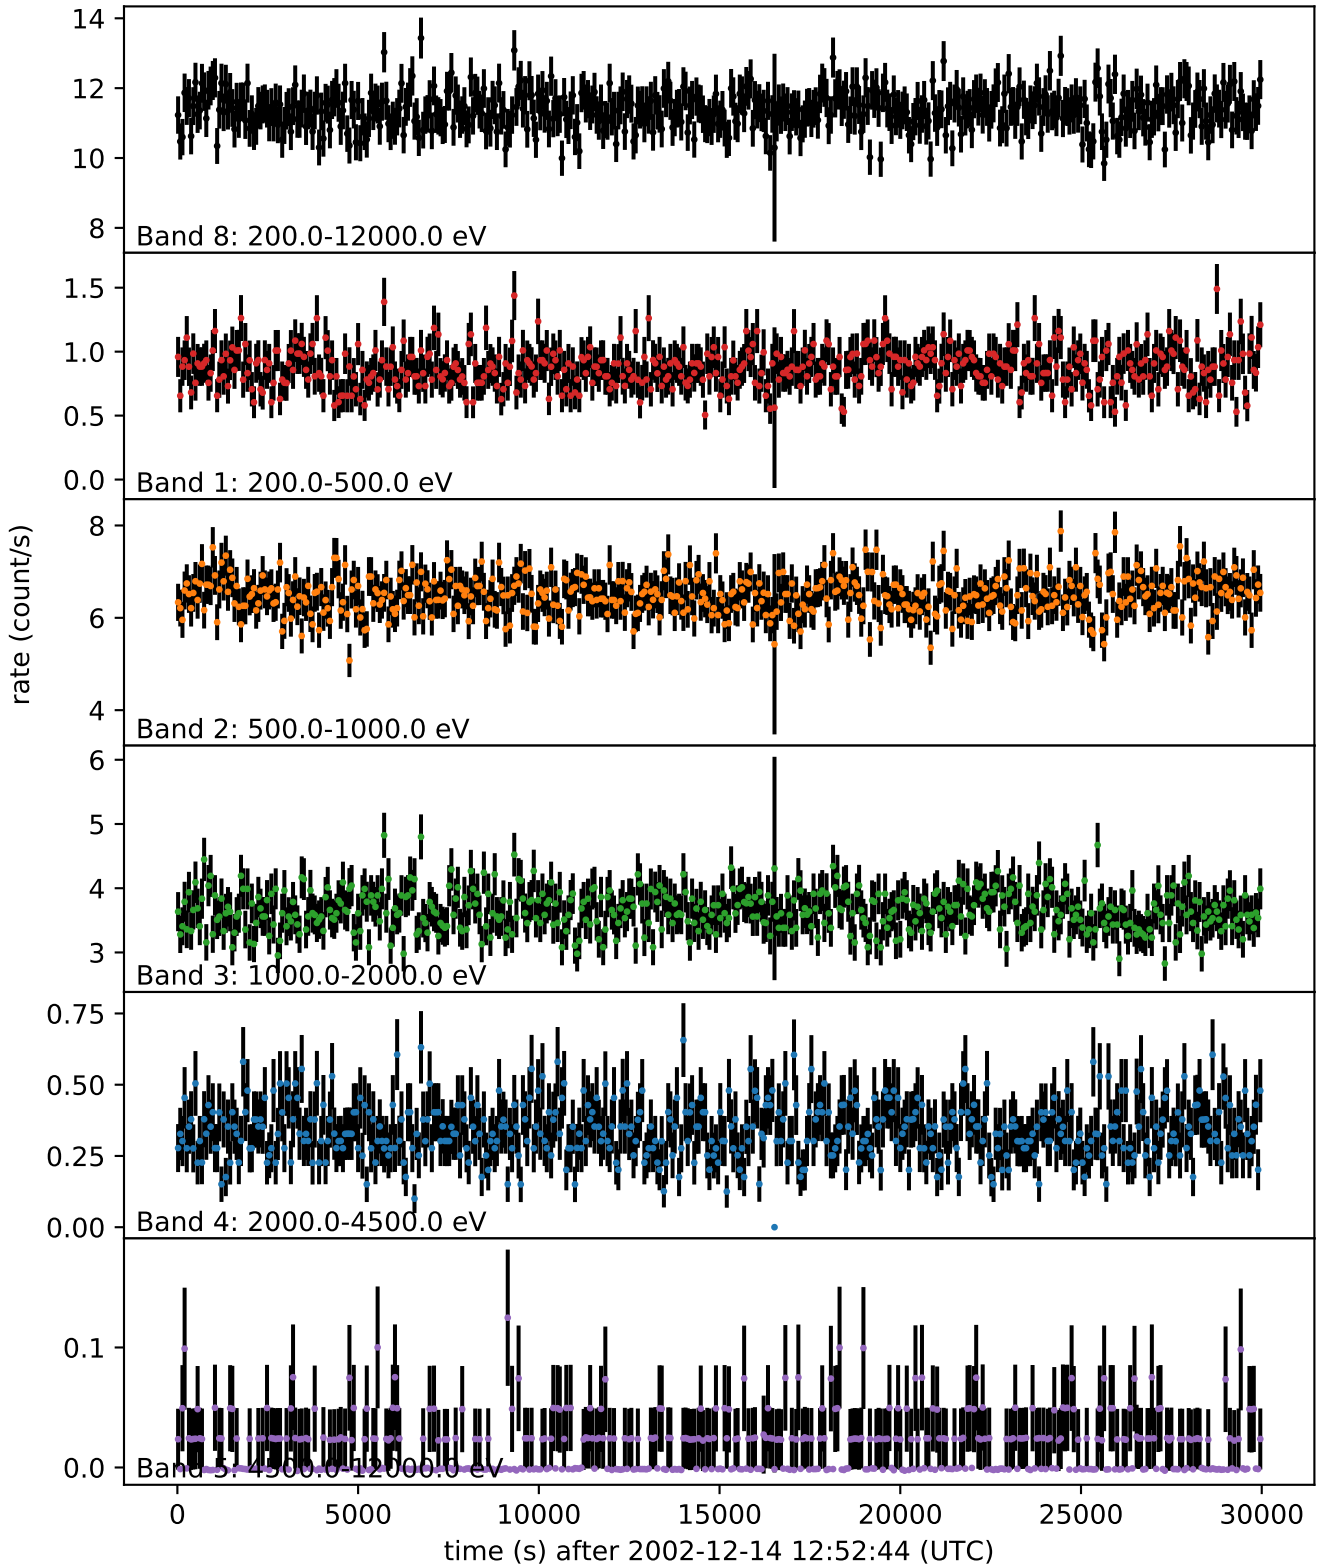 14
12
10
8
Band 8: 200.0-12000.0 eV
1.5
1.0
0.5
0.0
Band 1: 200.0-500.0 eV
8
6
4
Band 2: 500.0-1000.0 eV
rate (count/s)
6
5
4
3
Band 3: 1000.0-2000.0 eV
0.75
0.50
0.25
0.00
Band 4: 2000.0-4500.0 eV
0.1
0.0
Band 5: 4500.0-12000.0 eV
0 5000 10000 15000 20000 25000 30000
time (s) after 2002-12-14 12:52:44 (UTC)